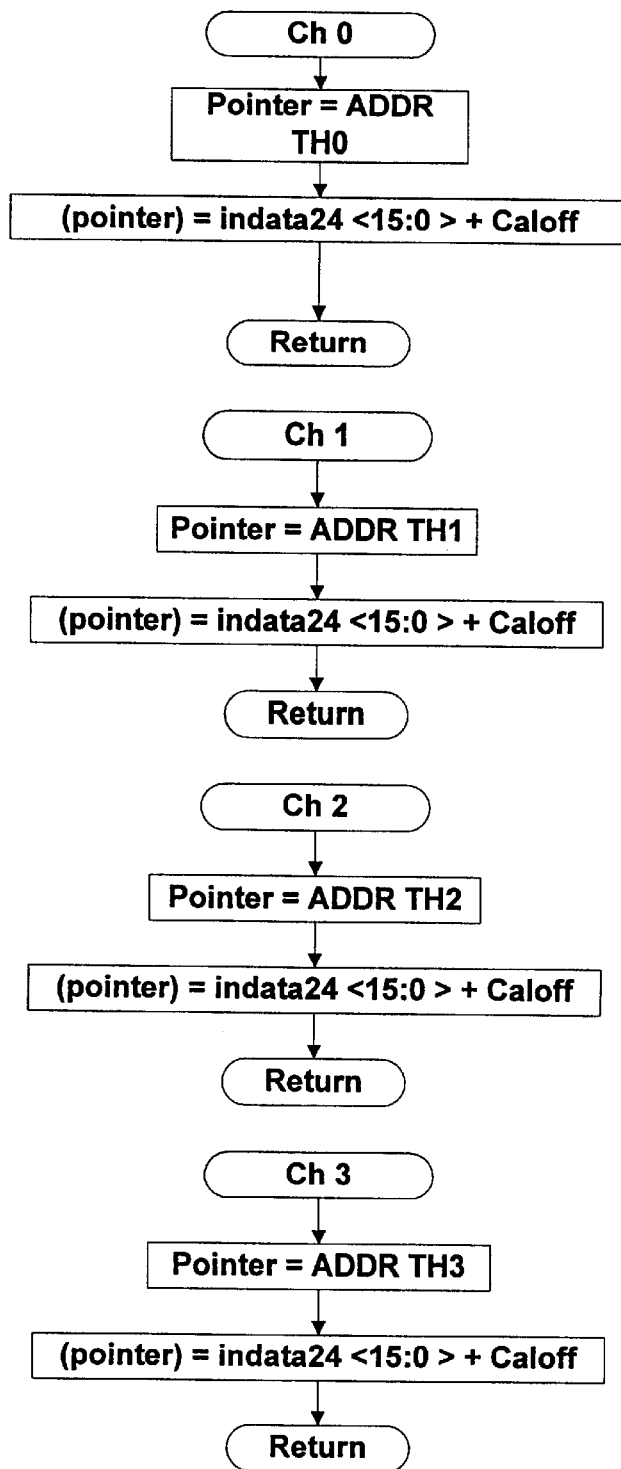 Ch 0
Pointer = ADDR
TH0
(pointer) = indata24 <15:0 > + Caloff
Return
Ch 1
Pointer = ADDR TH1
(pointer) = indata24 <15:0 > + Caloff
Return
Ch 2
Pointer = ADDR TH2
(pointer) = indata24 <15:0 > + Caloff
Return
Ch 3
Pointer = ADDR TH3
(pointer) = indata24 <15:0 > + Caloff
Return